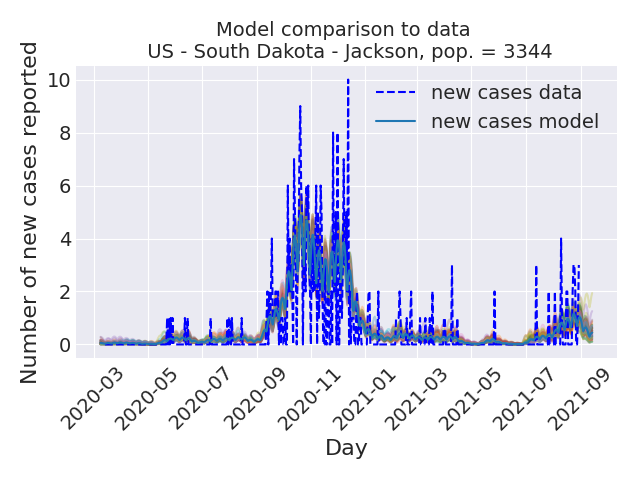 Model comparison to data
US - South Dakota - Jackson, pop. = 3344
Number of new cases reported
10
8
6
4
2
0
new cases data
new cases model
2020-03
2020-05
2020-07
2020-09
2020-11
2021-01
2021-03
2021-05
2021-07
2021-09
Day